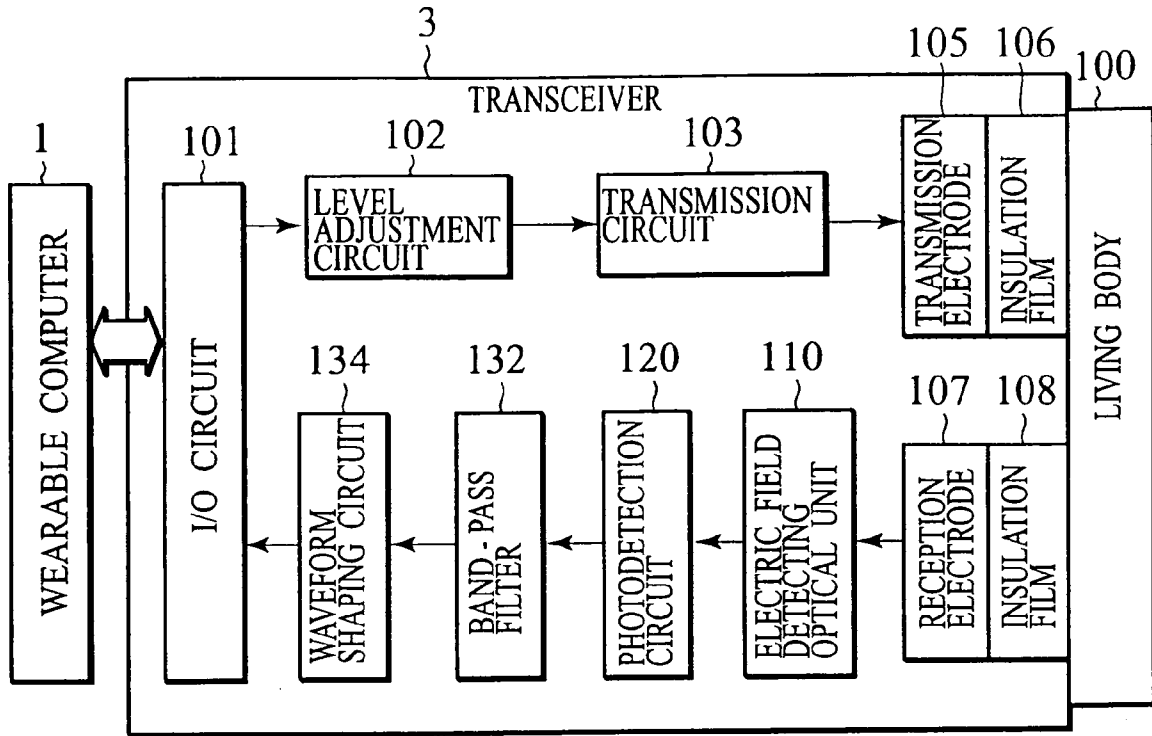 3
TRANSCEIVER
105
106
100
1
101
102
103
WEARABLE COMPUTER
I/O CIRCUIT
LEVEL
ADJUSTMENT
CIRCUIT
TRANSMISSION
CIRCUIT
TRANSMISSION
ELECTRODE
INSULATION
FILM
LIVING BODY
134
132
120
110
107
108
WAVEFORM
SHAPING CIRCUIT
BAND-PASS
FILTER
PHOTODETECTION
CIRCUIT
ELECTRIC FIELD
DETECTING
OPTICAL UNIT
RECEPTION
ELECTRODE
INSULATION
FILM